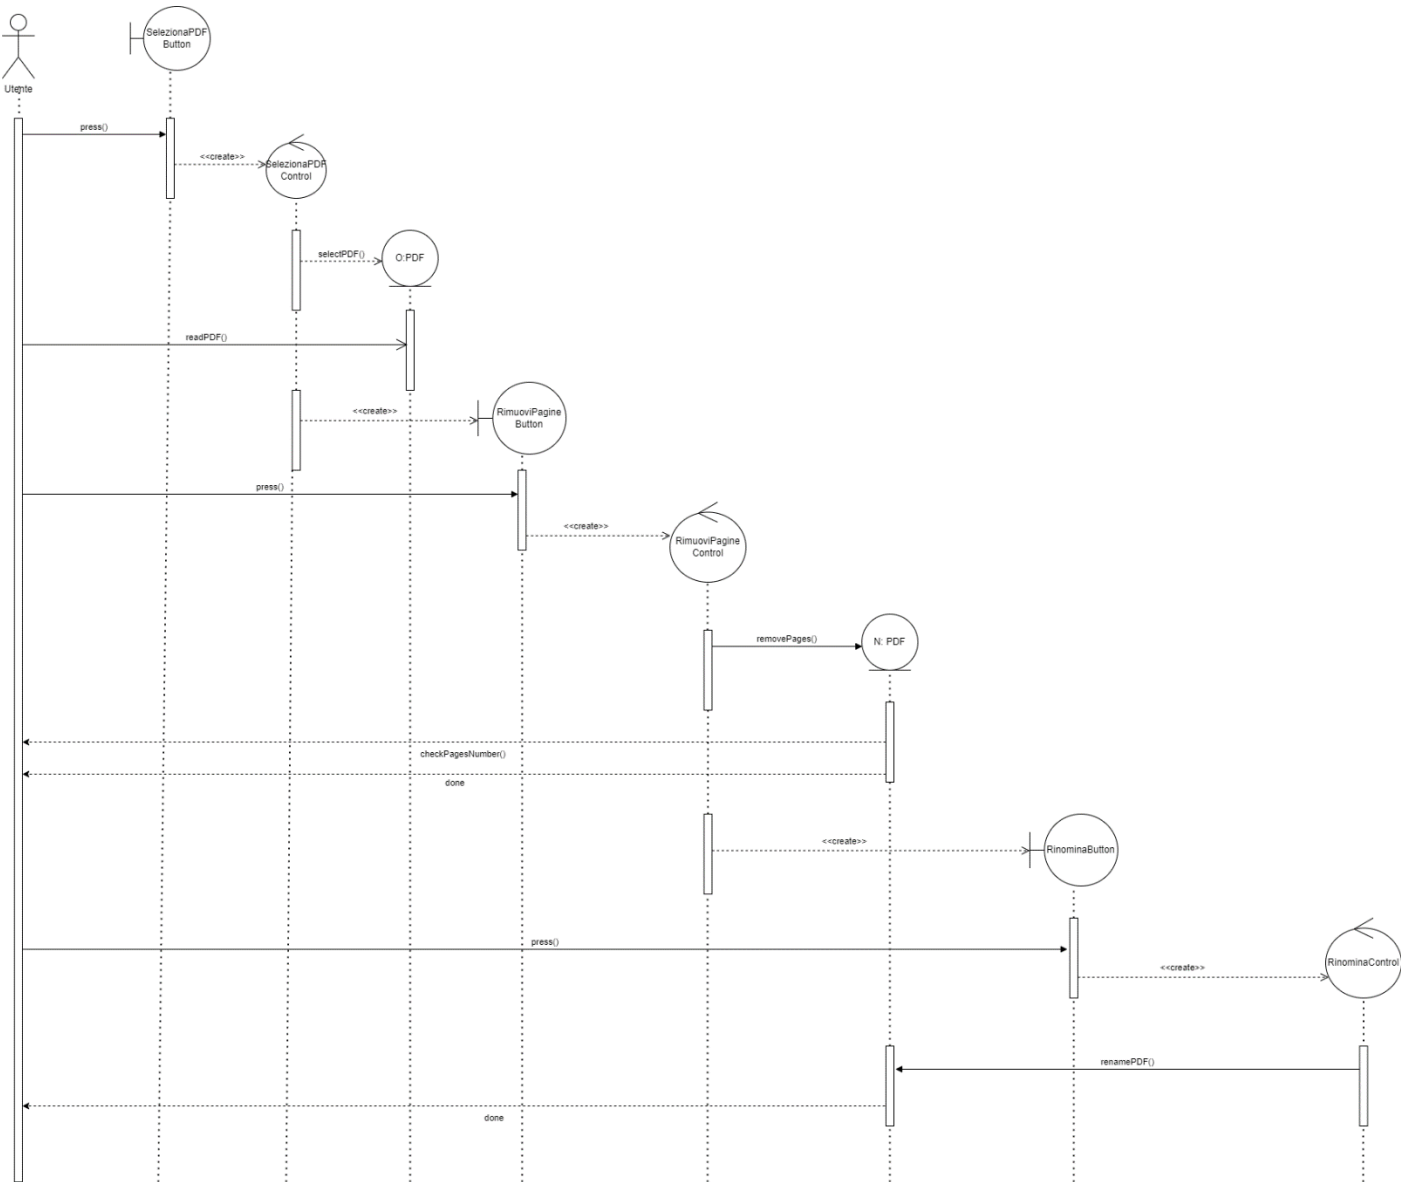 SelezionaPDF
Button
Utente
press()
<<create>>
SelezionaPDF
Control
selectPDF()
O:PDF
readPDF()
<<create>>
RimuoviPagine
Button
press()
<<create>>
RimuoviPagine
Control
removePages()
N: PDF
checkPagesNumber()
done
<<create>>
RinominaButton
press()
RinominaControl
<<create>>
renamePDF()
done